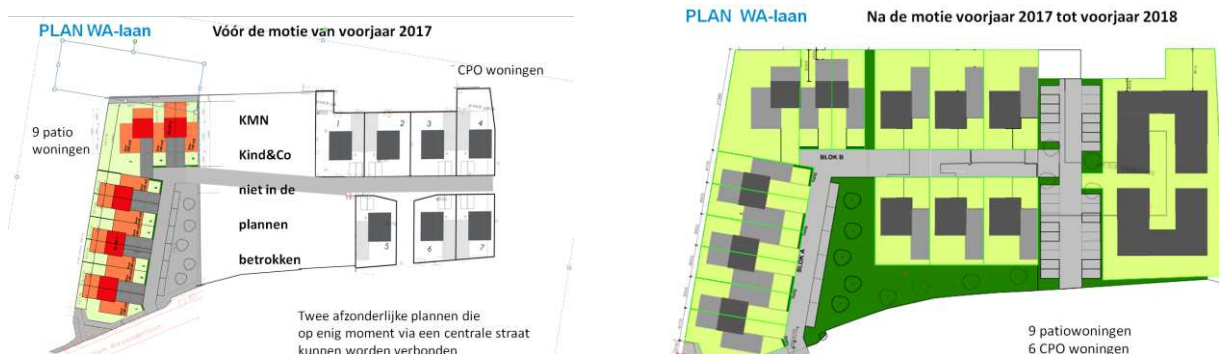 PLAN WA-laan
Vóór de motie van voorjaar 2017
CPO woningen
9 patio
woningen
KMN
Kind&Co
niet in de
plannen
betrokken
1
2
3
4
5
6
7
Twee afzonderlijke plannen die
op enig moment via een centrale straat
kunnen worden verbonden
PLAN WA-laan
Na de motie voorjaar 2017 tot voorjaar 2018
BLOK B
BLOK A
9 patiowoningen
6 CPO woningen